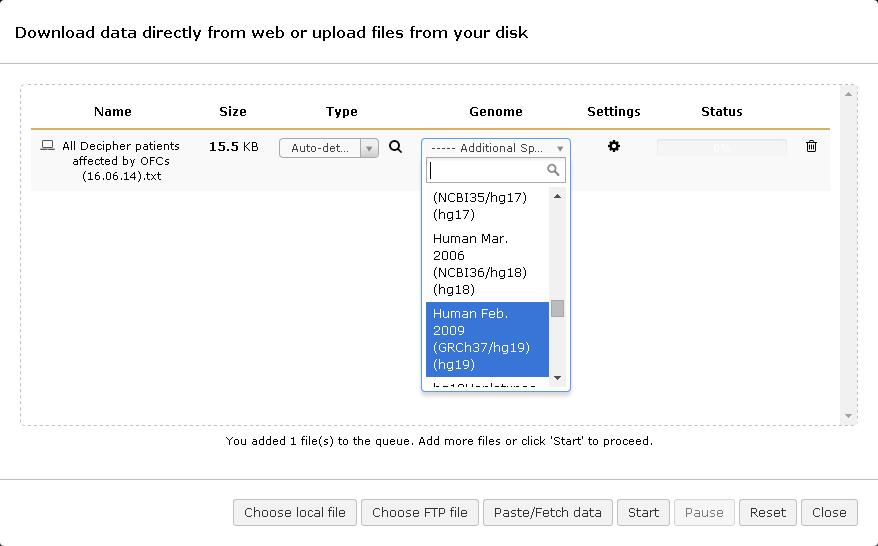 Download data directly from web or upload files from your disk
Name Size Type Genome Settings Status
All Decipher patients affected by OFCs (16.06.14).txt
15.5 KB
Auto-det...
----- Additional Sp...
0%
(NCBI35/hg17)
(hg17)
Human Mar.
2006
(NCBI36/hg18)
(hg18)
Human Feb.
2009
(GRCh37/hg19)
(hg19)
You added 1 file(s) to the queue. Add more files or click 'Start' to proceed.
Choose local file Choose FTP file Paste/Fetch data Start Pause Reset Close